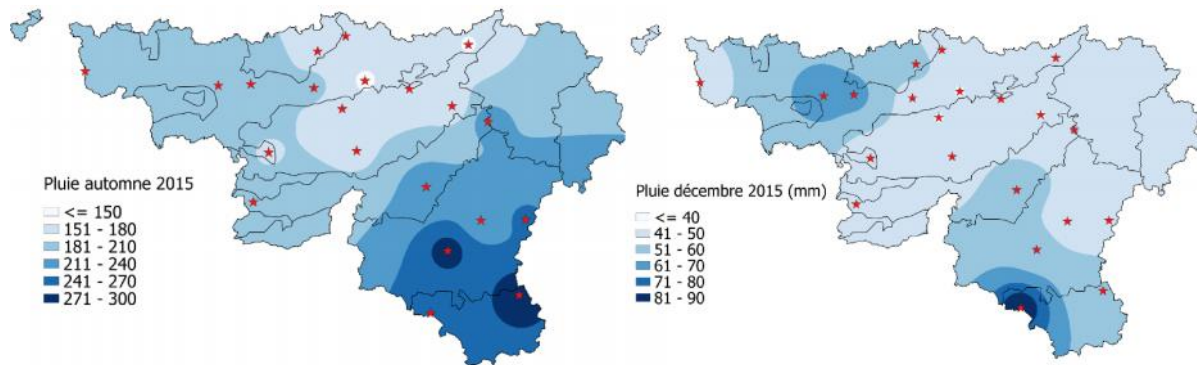 Pluie automne 2015
<= 150
151 - 180
181 - 210
211 - 240
241 - 270
271 - 300
Pluie décembre 2015 (mm)
<= 40
41 - 50
51 - 60
61 - 70
71 - 80
81 - 90